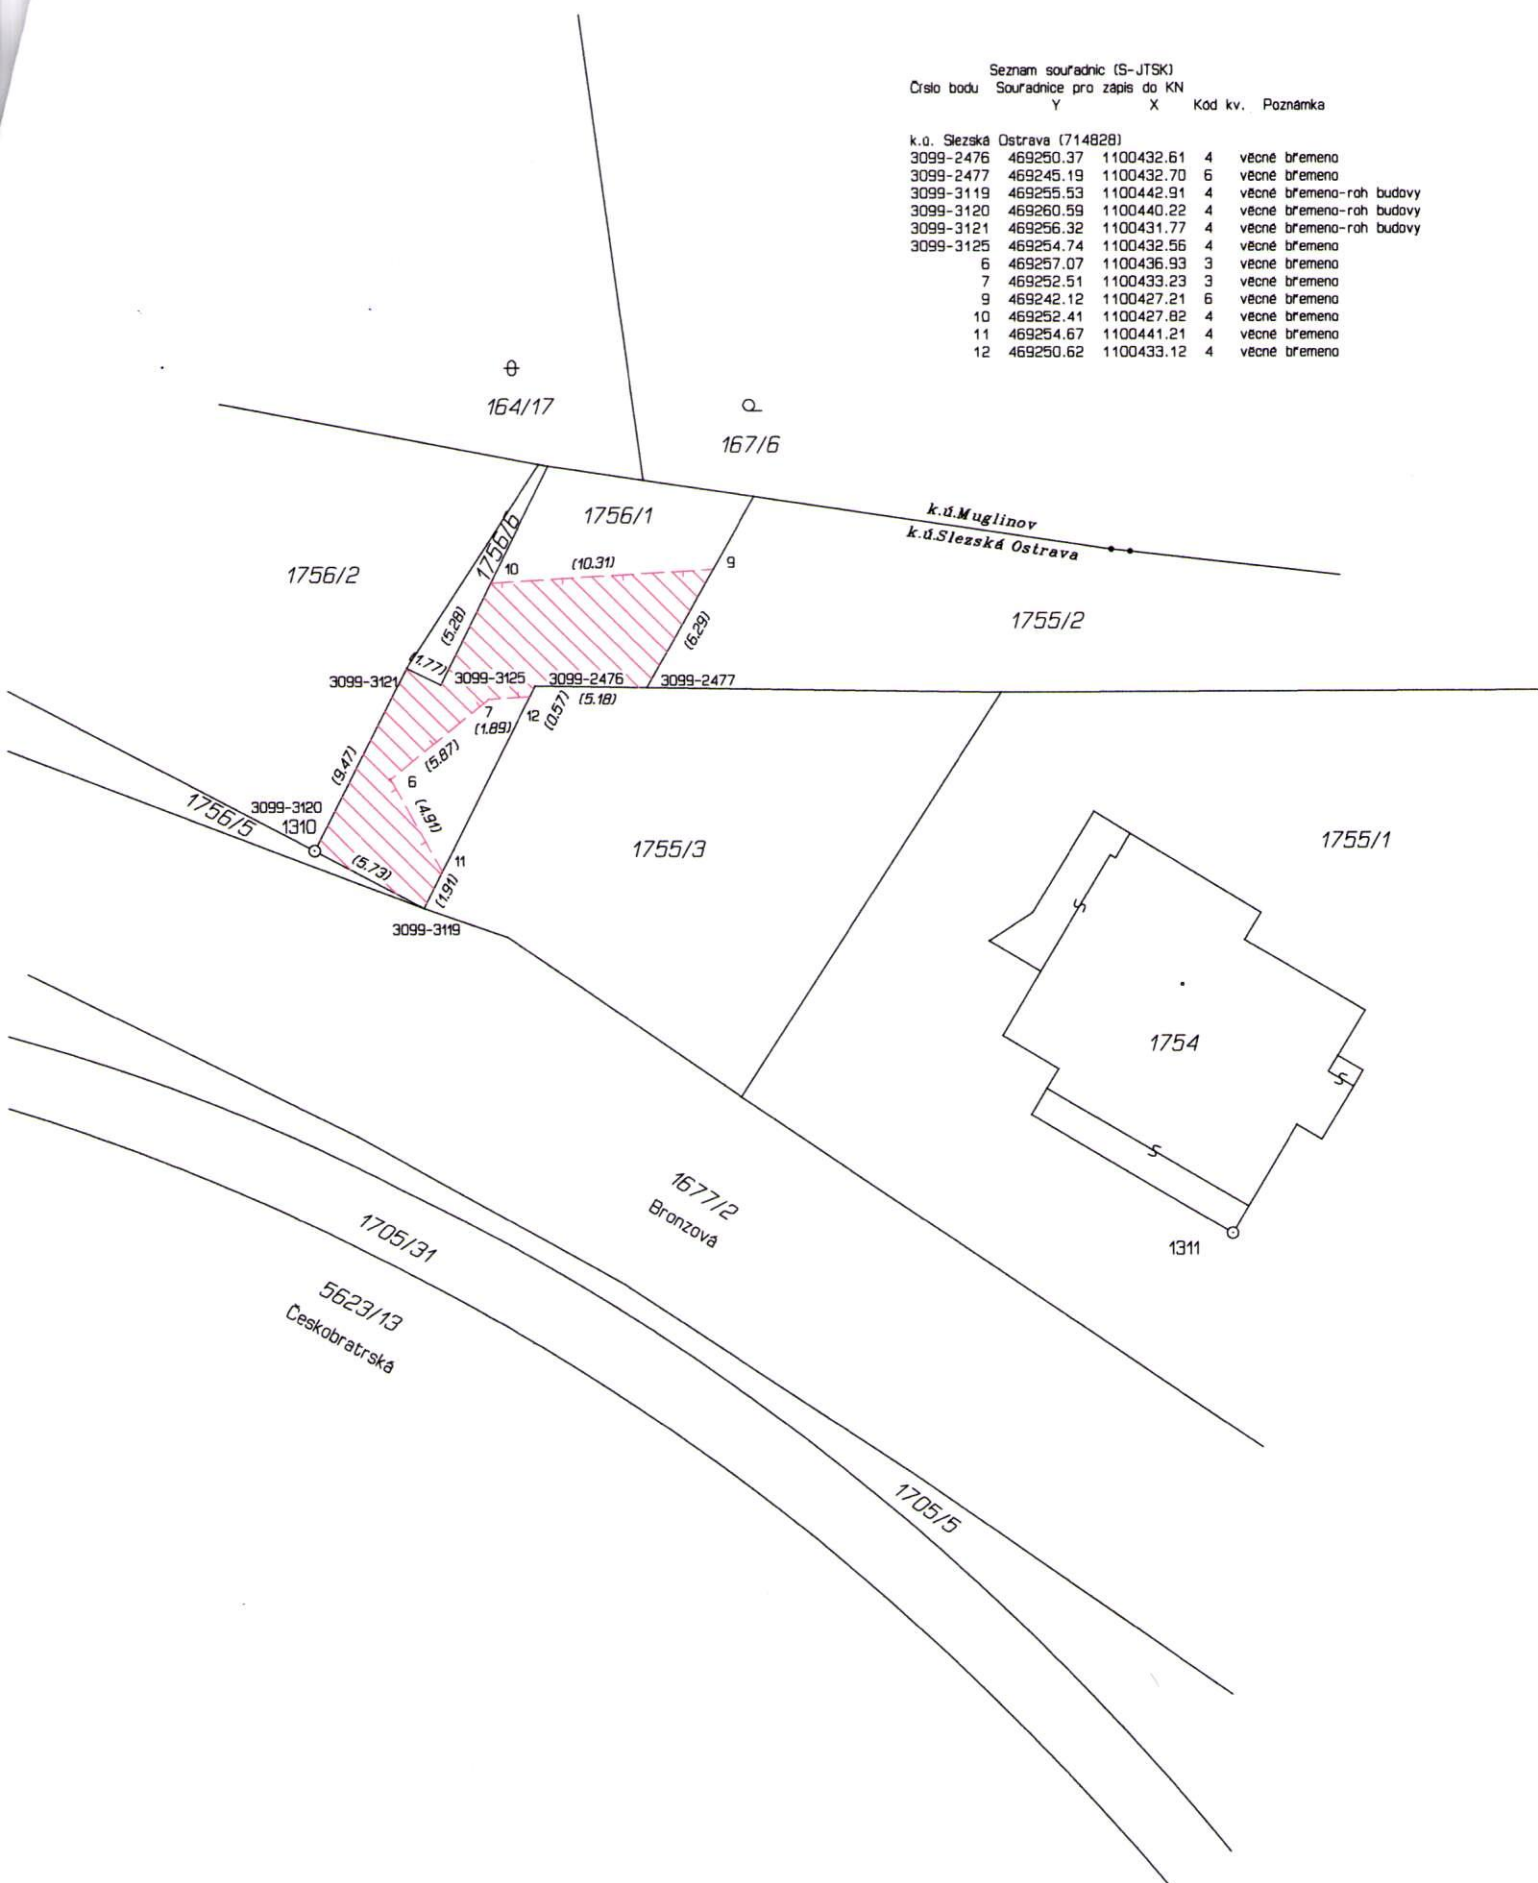 Seznam souřadnic (S-JTSK)
Číslo bodu Souřadnice pro zápis do KN
Y X Kód kv. Poznámka
k.ú. Slezská Ostrava (714828)
3099-2476 469250.37 1100432.61 4 věcné břemeno
3099-2477 469245.19 1100432.70 6 věcné břemeno
3099-3119 469255.53 1100442.91 4 věcné břemeno-roh budovy
3099-3120 469260.59 1100440.22 4 věcné břemeno-roh budovy
3099-3121 469256.32 1100431.77 4 věcné břemeno-roh budovy
3099-3125 469254.74 1100432.56 4 věcné břemeno
6 469257.07 1100436.93 3 věcné břemeno
7 469252.51 1100433.23 3 věcné břemeno
9 469242.12 1100427.21 6 věcné břemeno
10 469252.41 1100427.82 4 věcné břemeno
11 469254.67 1100441.21 4 věcné břemeno
12 469250.62 1100433.12 4 věcné břemeno
164/17
167/6
1756/1
k.ú.Muglinov
k.ú.Slezská Ostrava
1756/6
1756/2
10
(10.31)
9
1755/2
(5.28)
(6.29)
(1.77)
3099-3121
3099-3125
3099-2476
3099-2477
7
(1.89)
12
(0.57)
(5.18)
(5.87)
(9.47)
6
(4.91)
1756/5
3099-3120
1310
1755/3
1755/1
(5.73)
11
(1.91)
3099-3119
1754
1677/2
Bronzová
1311
1705/31
5623/13
Českobratrská
1705/5